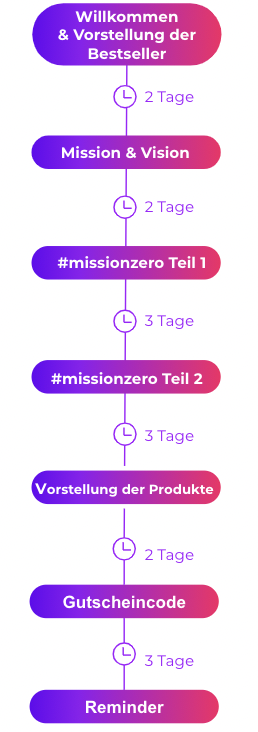 Willkommen
& Vorstellung der
Bestseller
2 Tage
Mission & Vision
2 Tage
#missionzero Teil 1
3 Tage
#missionzero Teil 2
3 Tage
Vorstellung der Produkte
2 Tage
Gutscheincode
3 Tage
Reminder